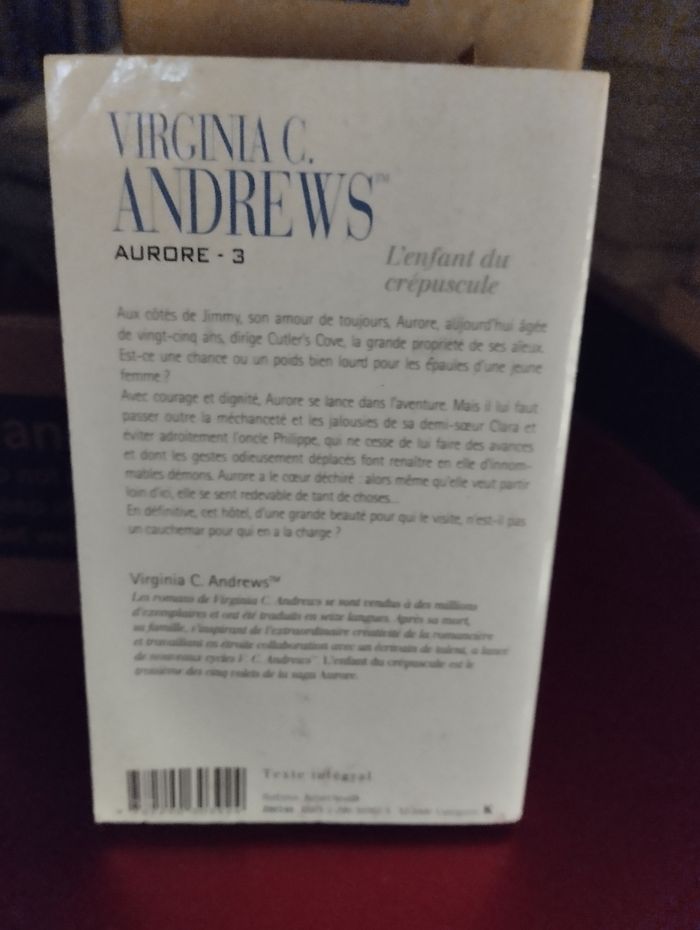 VIRGINIA C.
ANDREWS™
AURORE - 3
L'enfant du
crépuscule
Aux côtés de Jimmy, son amour de toujours, Aurore, aujourd'hui âgée
de vingt-cinq ans, dirige Cutler's Cove, la grande propriété de ses aïeux.
Est-ce une chance ou un poids bien lourd pour les épaules d'une jeune
femme ?
Avec courage et dignité, Aurore se lance dans l'aventure. Mais il lui faut
passer outre la méchanceté et les jalousies de sa demi-sœur Clara et
éviter adroitement l'oncle Philippe, qui ne cesse de lui faire des avances
et dont les gestes odieusement déplacés font renaître en elle d'innom-
mables démons. Aurore a le cœur déchiré : alors même qu'elle veut partir
loin d'ici, elle se sent redevable de tant de choses...
En définitive, cet hôtel, d'une grande beauté pour qui le visite, n'est-il pas
un cauchemar pour qui en a la charge ?
Virginia C. Andrews™
Les romans de Virginia C. Andrews se sont vendus à des millions
d'exemplaires et ont été traduits en seize langues. Après sa mort,
sa famille, s'inspirant de l'extraordinaire créativité de la romancière
et travaillant en étroite collaboration avec un écrivain de talent, a lancé
de nouveaux cycles V. C. Andrews™. L'enfant du crépuscule est le
troisième des cinq volets de la saga Aurore.
Texte intégral
an